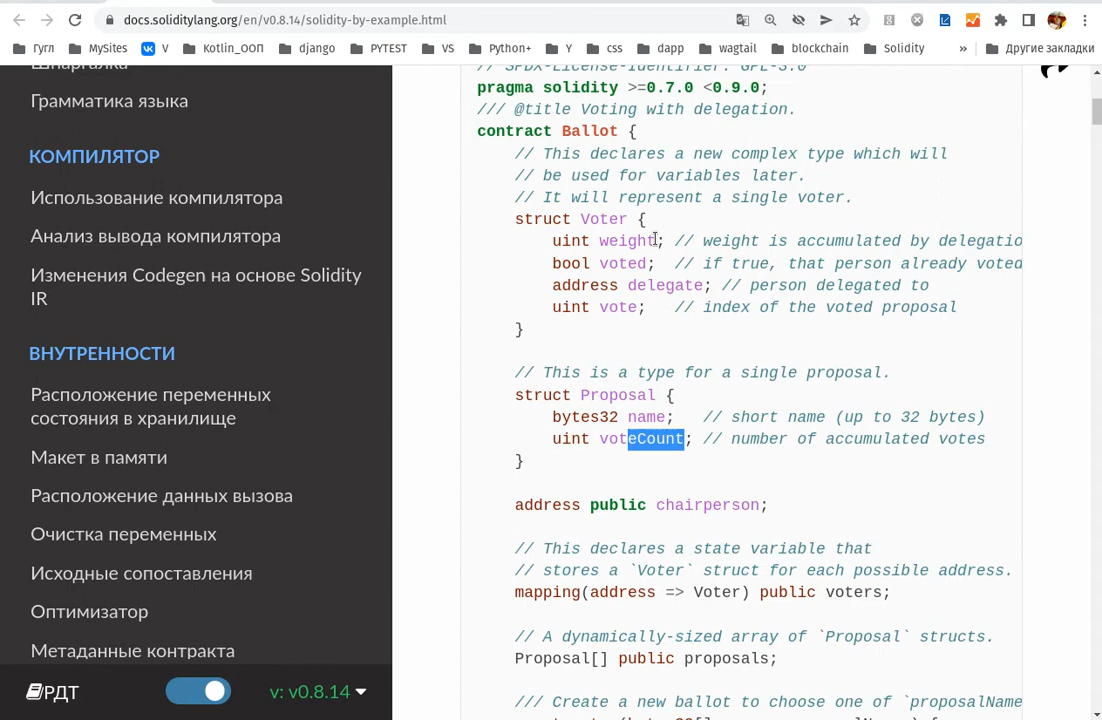 docs.soliditylang.org/en/v0.8.14/solidity-by-example.html
Гугл MySites V Kotlin_ООП django PYTEST VS Python+ Y css dapp wagtail blockchain Solidity » Другие закладки
Шпаргалка
Грамматика языка
КОМПИЛЯТОР
Использование компилятора
Анализ вывода компилятора
Изменения Codegen на основе Solidity
IR
ВНУТРЕННОСТИ
Расположение переменных
состояния в хранилище
Макет в памяти
Расположение данных вызова
Очистка переменных
Исходные сопоставления
Оптимизатор
Метаданные контракта
РДТ
v: v0.8.14
// SPDX-License-Identifier: GPL-3.0
pragma solidity >=0.7.0 <0.9.0;
/// @title Voting with delegation.
contract Ballot {
// This declares a new complex type which will
// be used for variables later.
// It will represent a single voter.
struct Voter {
uint weight; // weight is accumulated by delegatio
bool voted; // if true, that person already voted
address delegate; // person delegated to
uint vote; // index of the voted proposal
}
// This is a type for a single proposal.
struct Proposal {
bytes32 name; // short name (up to 32 bytes)
uint voteCount; // number of accumulated votes
}
address public chairperson;
// This declares a state variable that
// stores a `Voter` struct for each possible address.
mapping(address => Voter) public voters;
// A dynamically-sized array of `Proposal` structs.
Proposal[] public proposals;
/// Create a new ballot to choose one of `proposalName